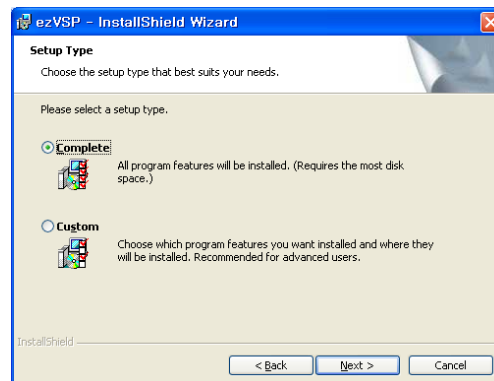 ezVSP - InstallShield Wizard
Setup Type
Choose the setup type that best suits your needs.
Please select a setup type.
Complete
All program features will be installed. (Requires the most disk
space.)
Custom
Choose which program features you want installed and where they
will be installed. Recommended for advanced users.
InstallShield
< Back
Next >
Cancel